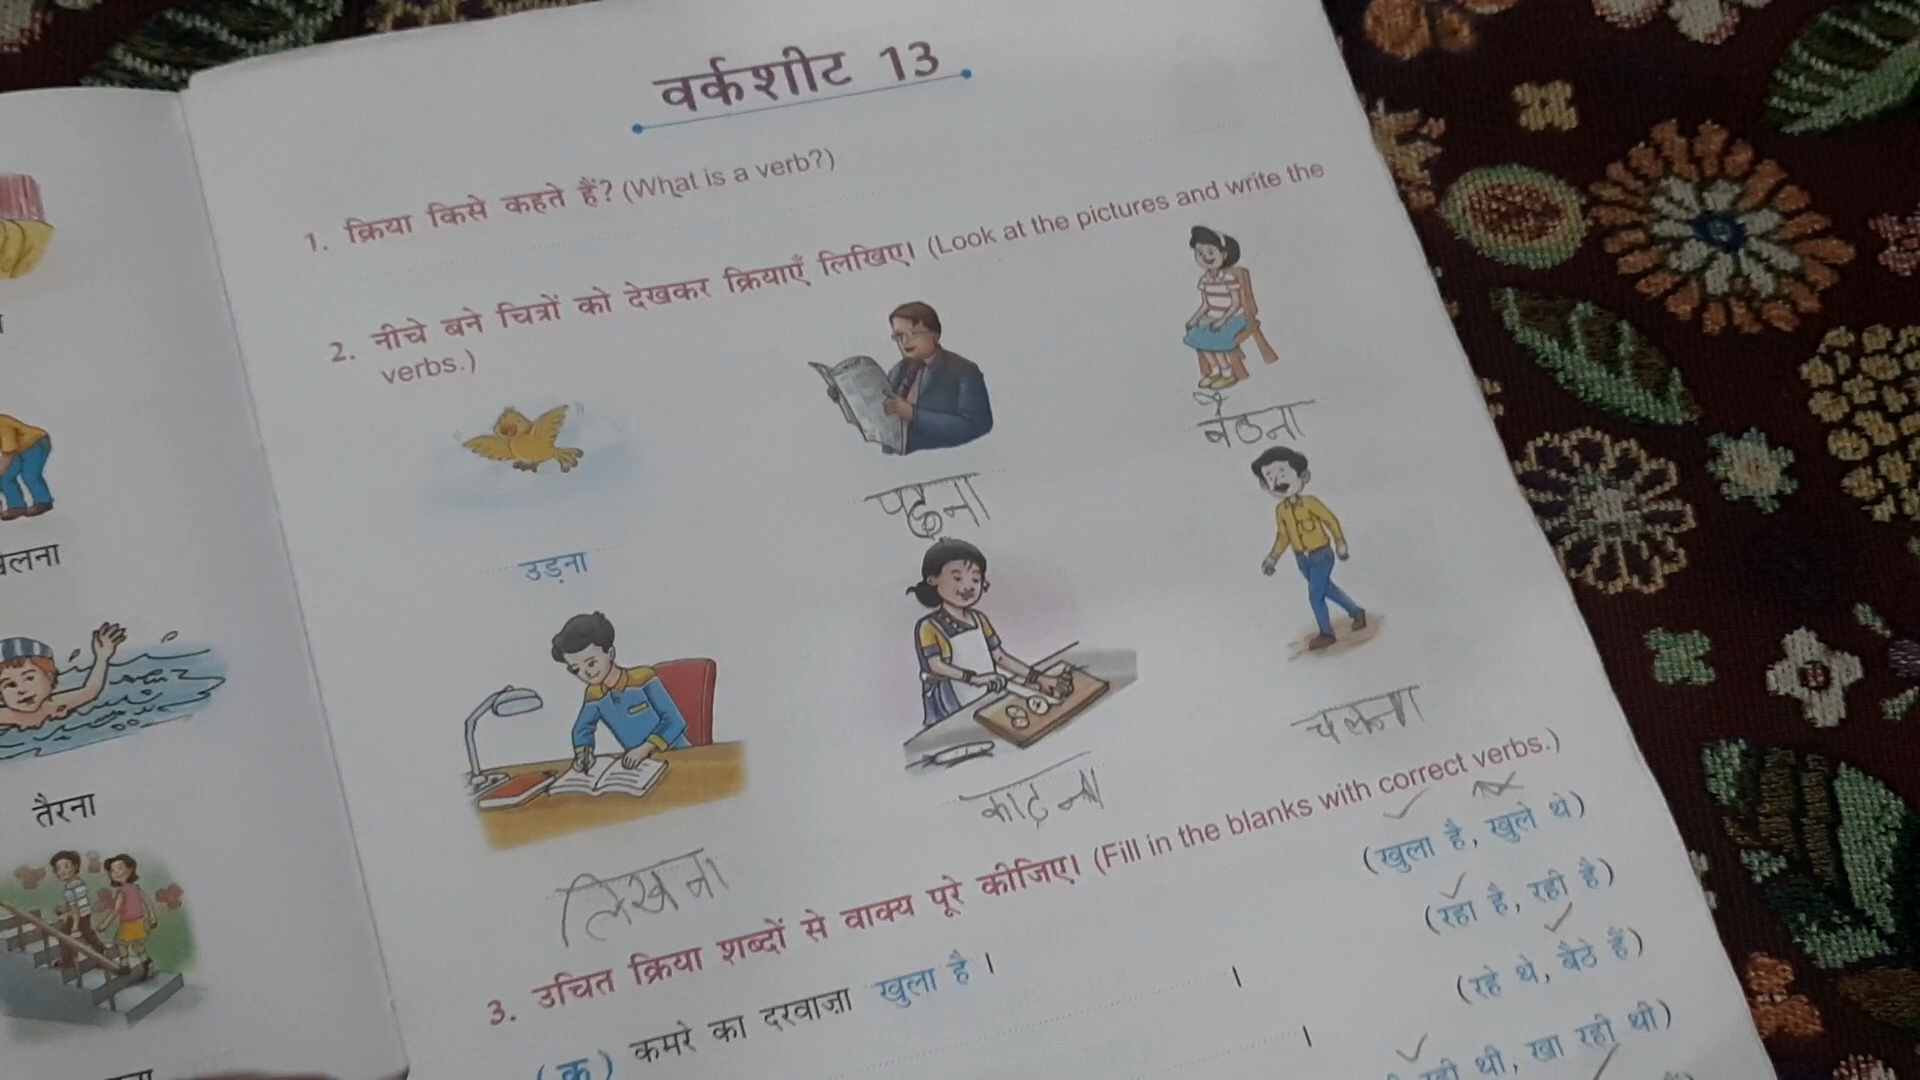 वर्कशीट 13
1. क्रिया किसे कहते हैं? (What is a verb?)
2. नीचे बने चित्रों को देखकर क्रियाएँ लिखिए। (Look at the pictures and write the
verbs.)
उड़ना
पढ़ना
बैठना
लिखना
काटना
चलना
3. उचित क्रिया शब्दों से वाक्य पूरे कीजिए। (Fill in the blanks with correct verbs.)
(क) कमरे का दरवाज़ा खुला है । (खुला है, खुले थे)
। (रहा है, रही है)
। (रहे थे, बैठे हैं)
थी, खा रही थी)
तैरना